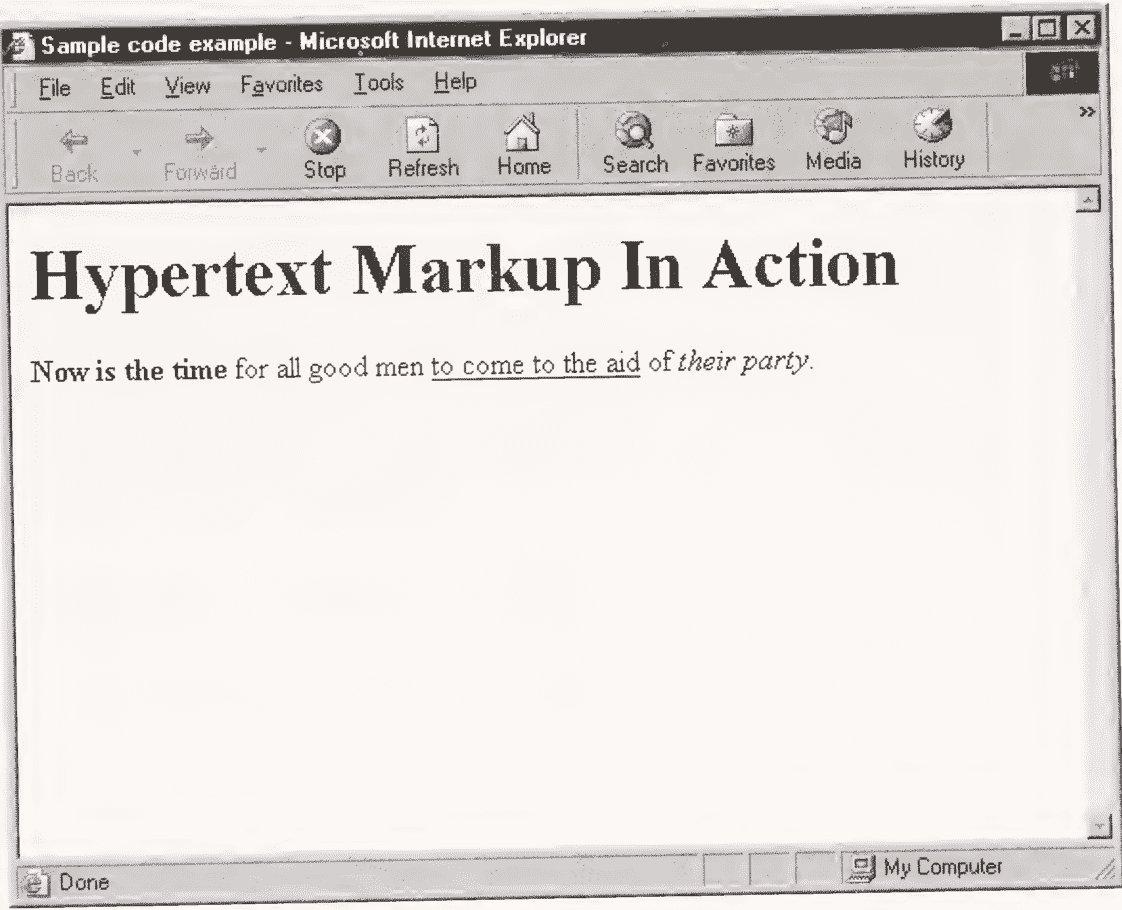 Sample code example - Microsoft Internet Explorer
File Edit View Favorites Tools Help
Back Forward Stop Refresh Home Search Favorites Media History »
Hypertext Markup In Action
Now is the time for all good men to come to the aid of their party.
Done My Computer